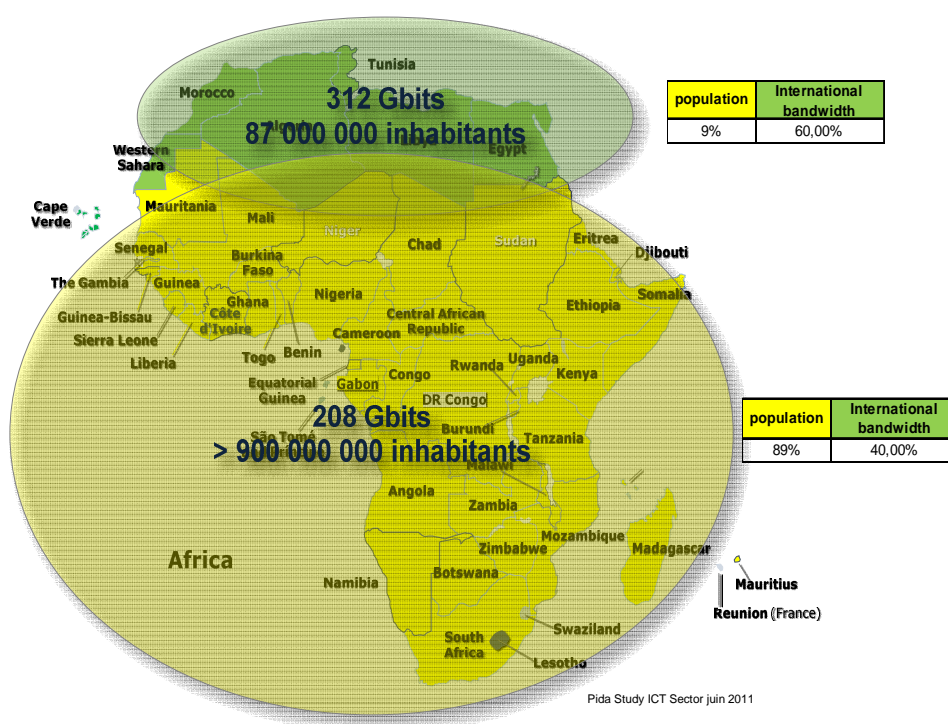 Tunisia
Morocco
312 Gbits
Algeria
87 000 000 inhabitants
Egypt
population
International
bandwidth
9%
60,00%
Western
Sahara
Cape
Verde
Mauritania
Mali
Niger
Chad
Sudan
Eritrea
Djibouti
Senegal
Burkina
Faso
The Gambia
Guinea
Nigeria
Ethiopia
Somalia
Guinea-Bissau
Ghana
Côte
d'Ivoire
Central African
Republic
Sierra Leone
Cameroon
Liberia
Togo
Benin
Rwanda
Uganda
Kenya
Equatorial
Guinea
Gabon
Congo
DR Congo
208 Gbits
Burundi
São Tomé
Tanzania
> 900 000 000 inhabitants
population
International
bandwidth
89%
40,00%
Malawi
Angola
Zambia
Mozambique
Zimbabwe
Madagascar
Africa
Namibia
Botswana
Mauritius
Reunion (France)
Swaziland
South
Africa
Lesotho
Pida Study ICT Sector juin 2011